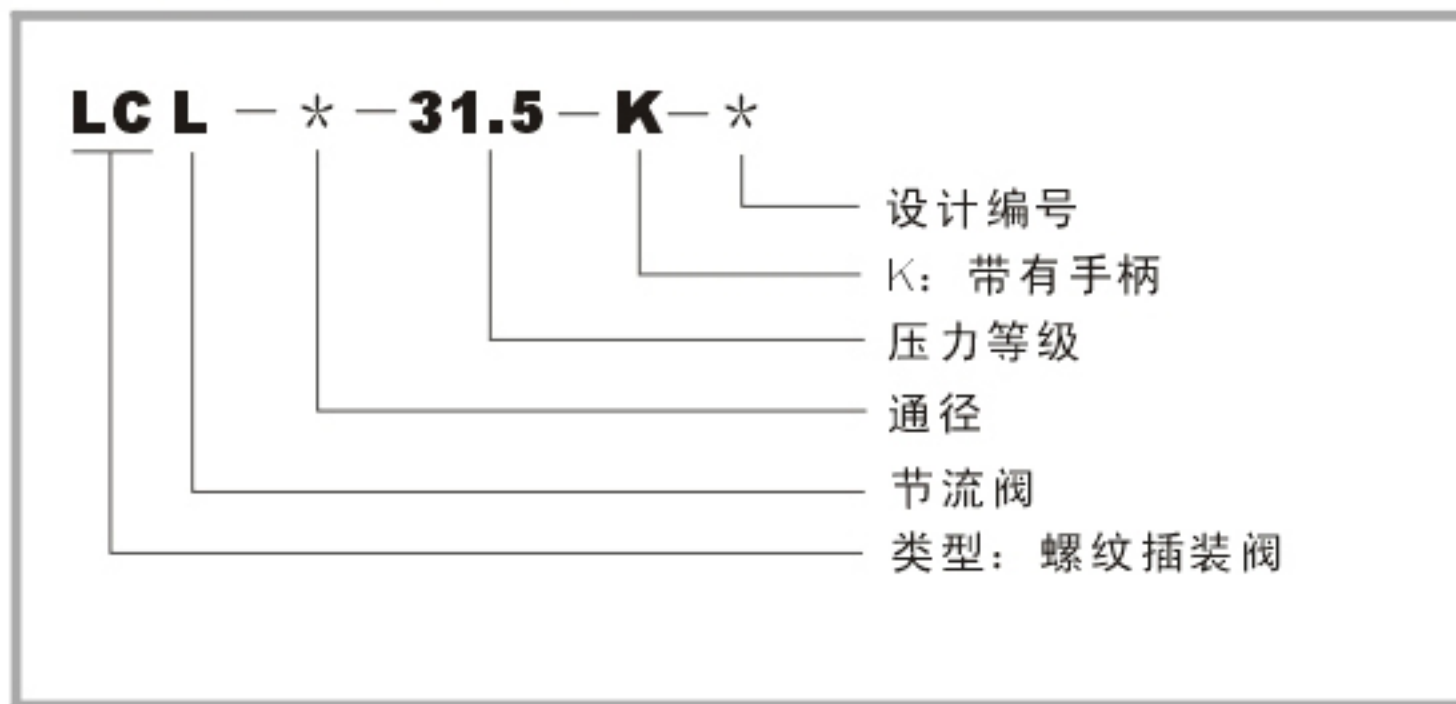 LCL-*-31.5-K-*
设计编号
K：带有手柄
压力等级
通径
节流阀
类型：螺纹插装阀